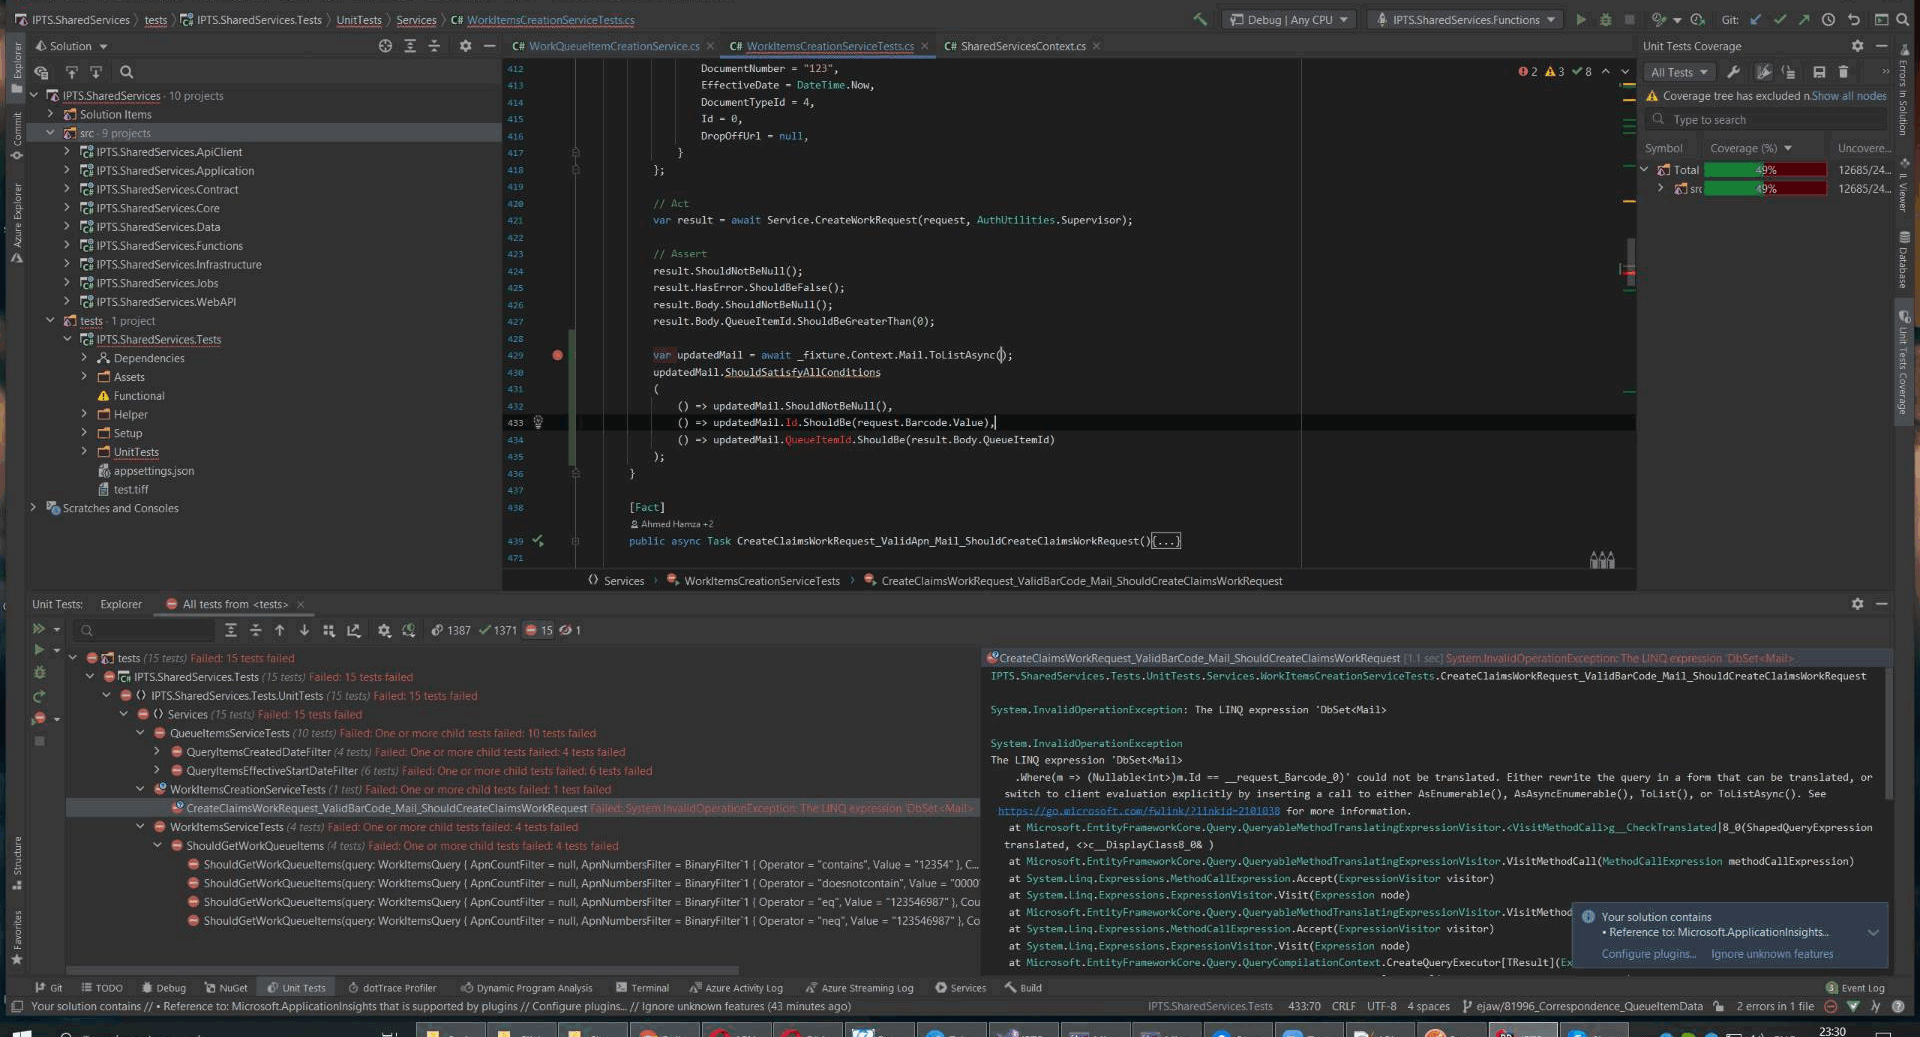 IPTS.SharedServices tests IPTS.SharedServices.Tests UnitTests Services C# WorkItemsCreationServiceTests.cs Debug | Any CPU IPTS.SharedServices.Functions Git:
Solution
C# WorkQueueItemCreationService.cs C# WorkItemsCreationServiceTests.cs C# SharedServicesContext.cs
Unit Tests Coverage
All Tests
Coverage tree has excluded n Show all nodes
Type to search
Symbol Coverage (%) Uncovere...
Total 49% 12685/24...
src 49% 12685/24...
Explorer
Commit
Azure Explorer
Structure
Favorites
Errors In Solution
IL Viewer
Database
Unit Tests Coverage
IPTS.SharedServices · 10 projects
Solution Items
src · 9 projects
IPTS.SharedServices.ApiClient
IPTS.SharedServices.Application
IPTS.SharedServices.Contract
IPTS.SharedServices.Core
IPTS.SharedServices.Data
IPTS.SharedServices.Functions
IPTS.SharedServices.Infrastructure
IPTS.SharedServices.Jobs
IPTS.SharedServices.WebAPI
tests · 1 project
IPTS.SharedServices.Tests
Dependencies
Assets
Functional
Helper
Setup
UnitTests
appsettings.json
test.tiff
Scratches and Consoles
2 3 8
412 DocumentNumber = "123",
413 EffectiveDate = DateTime.Now,
414 DocumentTypeId = 4,
415 Id = 0,
416 DropOffUrl = null,
417 }
418 };
419
420 // Act
421 var result = await Service.CreateWorkRequest(request, AuthUtilities.Supervisor);
422
423 // Assert
424 result.ShouldNotBeNull();
425 result.HasError.ShouldBeFalse();
426 result.Body.ShouldNotBeNull();
427 result.Body.QueueItemId.ShouldBeGreaterThan(0);
428
429 var updatedMail = await _fixture.Context.Mail.ToListAsync();
430 updatedMail.ShouldSatisfyAllConditions
431 (
432 () => updatedMail.ShouldNotBeNull(),
433 () => updatedMail.Id.ShouldBe(request.Barcode.Value),
434 () => updatedMail.QueueItemId.ShouldBe(result.Body.QueueItemId)
435 );
436 }
437
438 [Fact]
Ahmed Hamza +2
439 public async Task CreateClaimsWorkRequest_ValidApn_Mail_ShouldCreateClaimsWorkRequest(){...}
471
Services WorkItemsCreationServiceTests CreateClaimsWorkRequest_ValidBarCode_Mail_ShouldCreateClaimsWorkRequest
Unit Tests: Explorer All tests from <tests>
1387 1371 15 1
tests (15 tests) Failed: 15 tests failed
IPTS.SharedServices.Tests (15 tests) Failed: 15 tests failed
IPTS.SharedServices.Tests.UnitTests (15 tests) Failed: 15 tests failed
Services (15 tests) Failed: 15 tests failed
QueueItemsServiceTests (10 tests) Failed: One or more child tests failed: 10 tests failed
QueryItemsCreatedDateFilter (4 tests) Failed: One or more child tests failed: 4 tests failed
QueryItemsEffectiveStartDateFilter (6 tests) Failed: One or more child tests failed: 6 tests failed
WorkItemsCreationServiceTests (1 test) Failed: One or more child tests failed: 1 test failed
CreateClaimsWorkRequest_ValidBarCode_Mail_ShouldCreateClaimsWorkRequest Failed: System.InvalidOperationException: The LINQ expression 'DbSet<Mail>
WorkItemsServiceTests (4 tests) Failed: One or more child tests failed: 4 tests failed
ShouldGetWorkQueueItems (4 tests) Failed: One or more child tests failed: 4 tests failed
ShouldGetWorkQueueItems(query: WorkItemsQuery { ApnCountFilter = null, ApnNumbersFilter = BinaryFilter`1 { Operator = "contains", Value = "12354" }, C...
ShouldGetWorkQueueItems(query: WorkItemsQuery { ApnCountFilter = null, ApnNumbersFilter = BinaryFilter`1 { Operator = "doesnotcontain", Value = "0000"
ShouldGetWorkQueueItems(query: WorkItemsQuery { ApnCountFilter = null, ApnNumbersFilter = BinaryFilter`1 { Operator = "eq", Value = "123546987" }, Cou
ShouldGetWorkQueueItems(query: WorkItemsQuery { ApnCountFilter = null, ApnNumbersFilter = BinaryFilter`1 { Operator = "neq", Value = "123546987" }, Co
CreateClaimsWorkRequest_ValidBarCode_Mail_ShouldCreateClaimsWorkRequest [1.1 sec] System.InvalidOperationException: The LINQ expression 'DbSet<Mail>
IPTS.SharedServices.Tests.UnitTests.Services.WorkItemsCreationServiceTests.CreateClaimsWorkRequest_ValidBarCode_Mail_ShouldCreateClaimsWorkRequest
System.InvalidOperationException: The LINQ expression 'DbSet<Mail>
System.InvalidOperationException
The LINQ expression 'DbSet<Mail>
.Where(m => (Nullable<int>)m.Id == __request_Barcode_0)' could not be translated. Either rewrite the query in a form that can be translated, or
switch to client evaluation explicitly by inserting a call to either AsEnumerable(), AsAsyncEnumerable(), ToList(), or ToListAsync(). See
https://go.microsoft.com/fwlink/?linkid=2101038 for more information.
at Microsoft.EntityFrameworkCore.Query.QueryableMethodTranslatingExpressionVisitor.<VisitMethodCall>g__CheckTranslated|8_0(ShapedQueryExpression
translated, <>c__DisplayClass8_0& )
at Microsoft.EntityFrameworkCore.Query.QueryableMethodTranslatingExpressionVisitor.VisitMethodCall(MethodCallExpression methodCallExpression)
at System.Linq.Expressions.MethodCallExpression.Accept(ExpressionVisitor visitor)
at System.Linq.Expressions.ExpressionVisitor.Visit(Expression node)
at Microsoft.EntityFrameworkCore.Query.QueryableMethodTranslatingExpressionVisitor.VisitMethod
at System.Linq.Expressions.MethodCallExpression.Accept(ExpressionVisitor visitor)
at System.Linq.Expressions.ExpressionVisitor.Visit(Expression node)
at Microsoft.EntityFrameworkCore.Query.QueryCompilationContext.CreateQueryExecutor[TResult](Ex
Your solution contains
• Reference to: Microsoft.ApplicationInsights...
Configure plugins... Ignore unknown features
Git TODO Debug NuGet Unit Tests dotTrace Profiler Dynamic Program Analysis Terminal Azure Activity Log Azure Streaming Log Services Build 3 Event Log
Your solution contains // • Reference to: Microsoft.ApplicationInsights that is supported by plugins // Configure plugins... // Ignore unknown features (43 minutes ago) IPTS.SharedServices.Tests 433:70 CRLF UTF-8 4 spaces ejaw/81996_Correspondence_QueueItemData 2 errors in 1 file
23:30